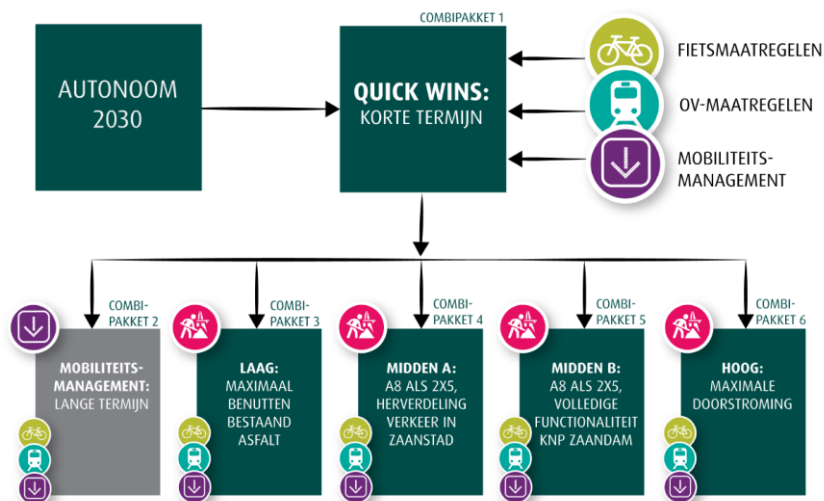 COMBIPAKKET 1
AUTONOOM
2030
QUICK WINS:
KORTE TERMIJN
FIETSMAATREGELEN
OV-MAATREGELEN
MOBILITEITS-
MANAGEMENT
COMBI-
PAKKET 2
MOBILITEITS-
MANAGEMENT:
LANGE TERMIJN
COMBI-
PAKKET 3
LAAG:
MAXIMAAL
BENUTTEN
BESTAAND
ASFALT
COMBI-
PAKKET 4
MIDDEN A:
A8 ALS 2X5,
HERVERDELING
VERKEER IN
ZAANSTAD
COMBI-
PAKKET 5
MIDDEN B:
A8 ALS 2X5,
VOLLEDIGE
FUNCTIONALITEIT
KNP ZAANDAM
COMBI-
PAKKET 6
HOOG:
MAXIMALE
DOORSTROMING